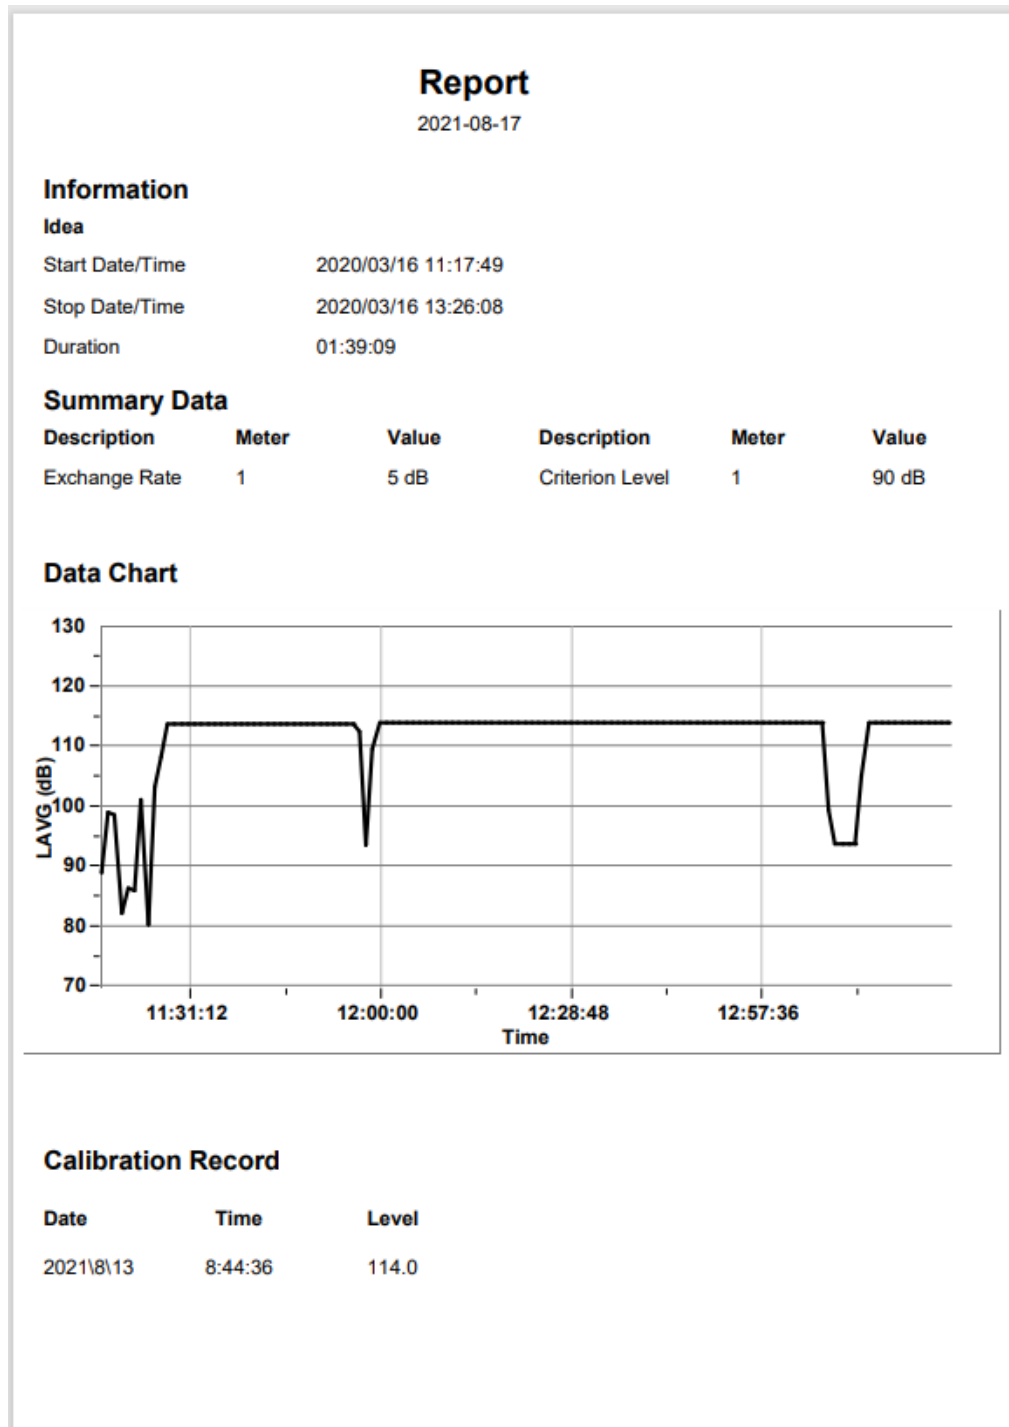 Report
2021-08-17
Information
Idea
Start Date/Time 2020/03/16 11:17:49
Stop Date/Time 2020/03/16 13:26:08
Duration 01:39:09
Summary Data
Description Meter Value Description Meter Value
Exchange Rate 1 5 dB Criterion Level 1 90 dB
Data Chart
130
120
110
100
90
80
70
LAVG (dB)
11:31:12 12:00:00 12:28:48 12:57:36
Time
Calibration Record
Date Time Level
2021\8\13 8:44:36 114.0